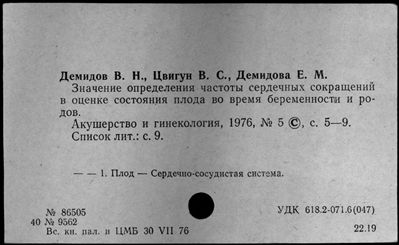 Демидов В. Н., Цвигун В. С., Демидова Е. М.
Значение определения частоты сердечных сокращений
в оценке состояния плода во время беременности и ро-
дов.
Акушерство и гинекология, 1976, № 5 ©, с. 5—9.
Список лит.: с. 9.
— — 1. Плод — Сердечно-сосудистая система.
№ 86505
УДК 618.2-071.6(047)
40 № 9562
Вс. кн. пал. и ЦМБ 30 VII 76
22.19